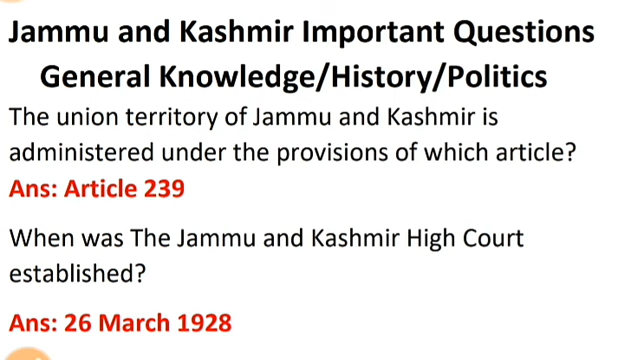 Jammu and Kashmir Important Questions
General Knowledge/History/Politics
The union territory of Jammu and Kashmir is
administered under the provisions of which article?
Ans: Article 239
When was The Jammu and Kashmir High Court
established?
Ans: 26 March 1928